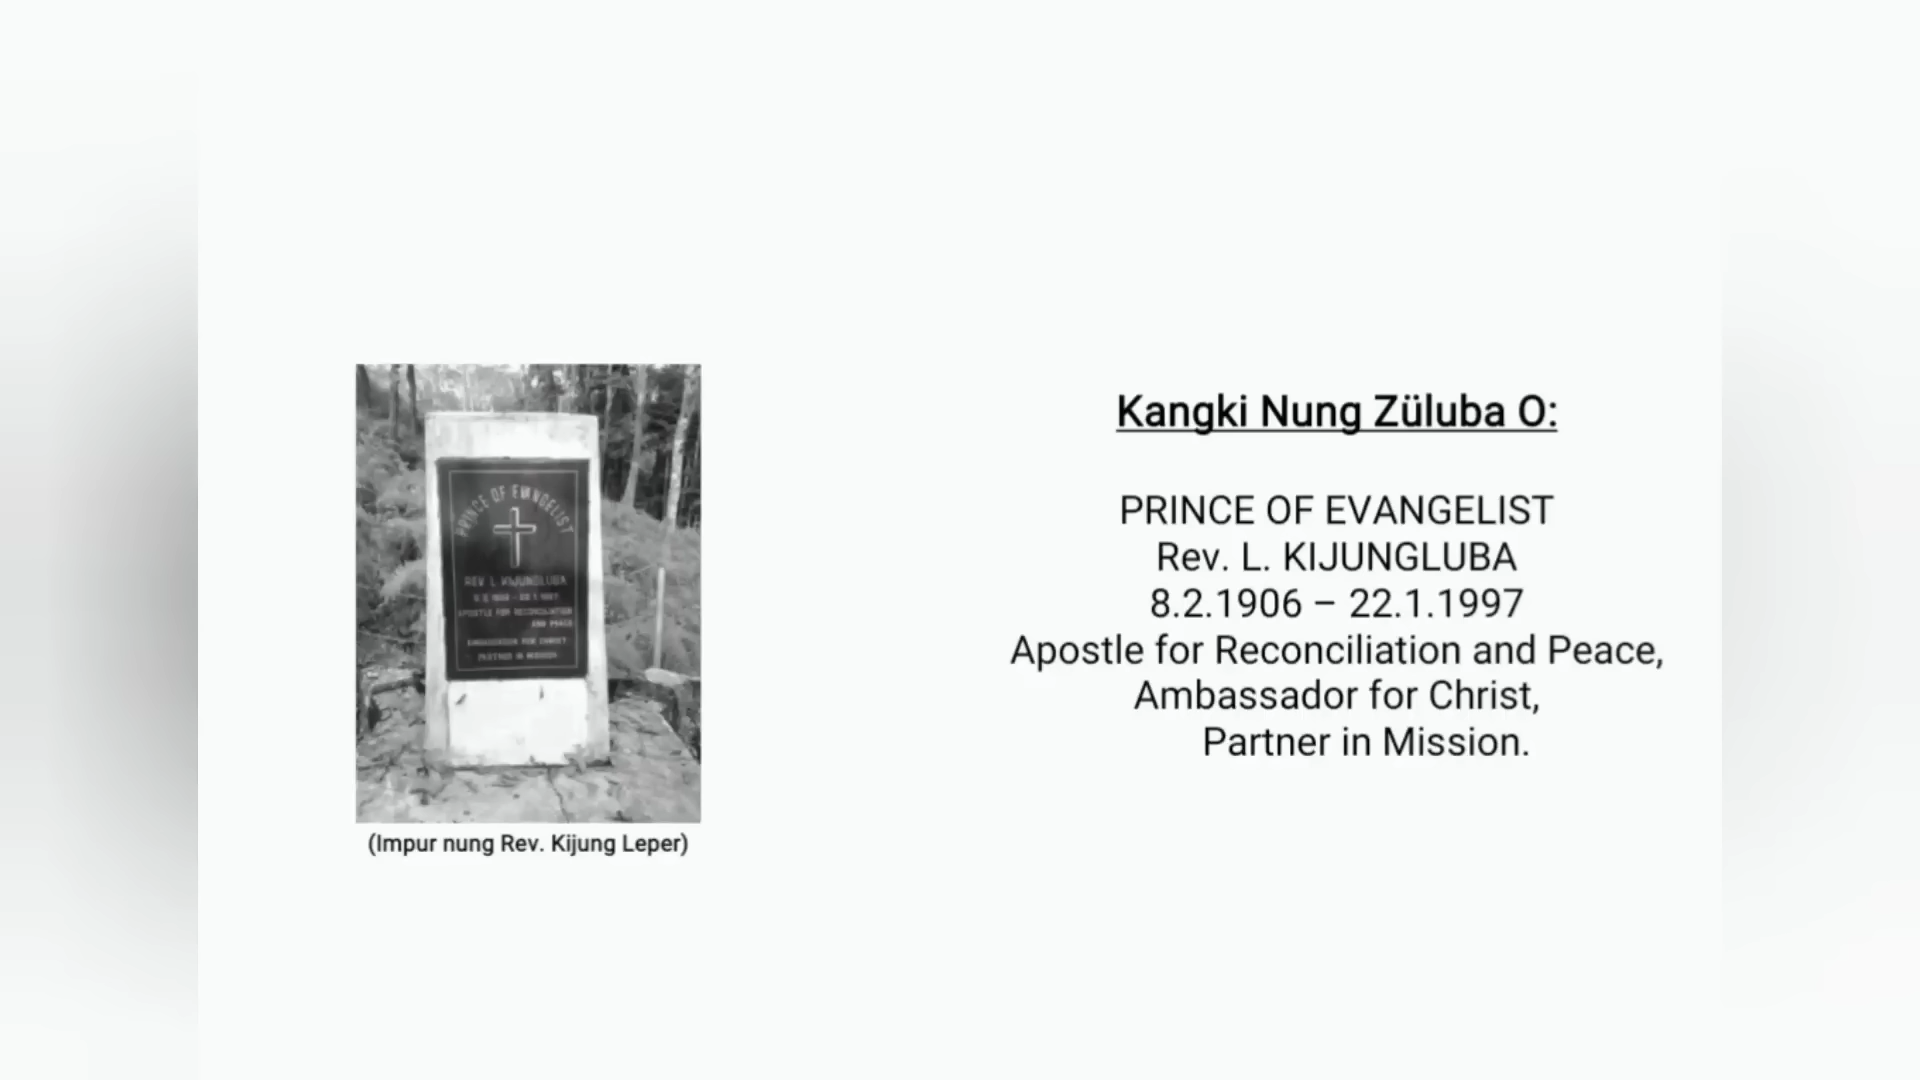 PRINCE OF EVANGELIST
REV L KIJUNGLUBA
APOSTLE FOR RECONCILIATION
AND PEACE
AMBASSADOR FOR CHRIST
PARTNER IN MISSION
(Impur nung Rev. Kijung Leper)
Kangki Nung Züluba O:
PRINCE OF EVANGELIST
Rev. L. KIJUNGLUBA
8.2.1906 – 22.1.1997
Apostle for Reconciliation and Peace,
Ambassador for Christ,
Partner in Mission.